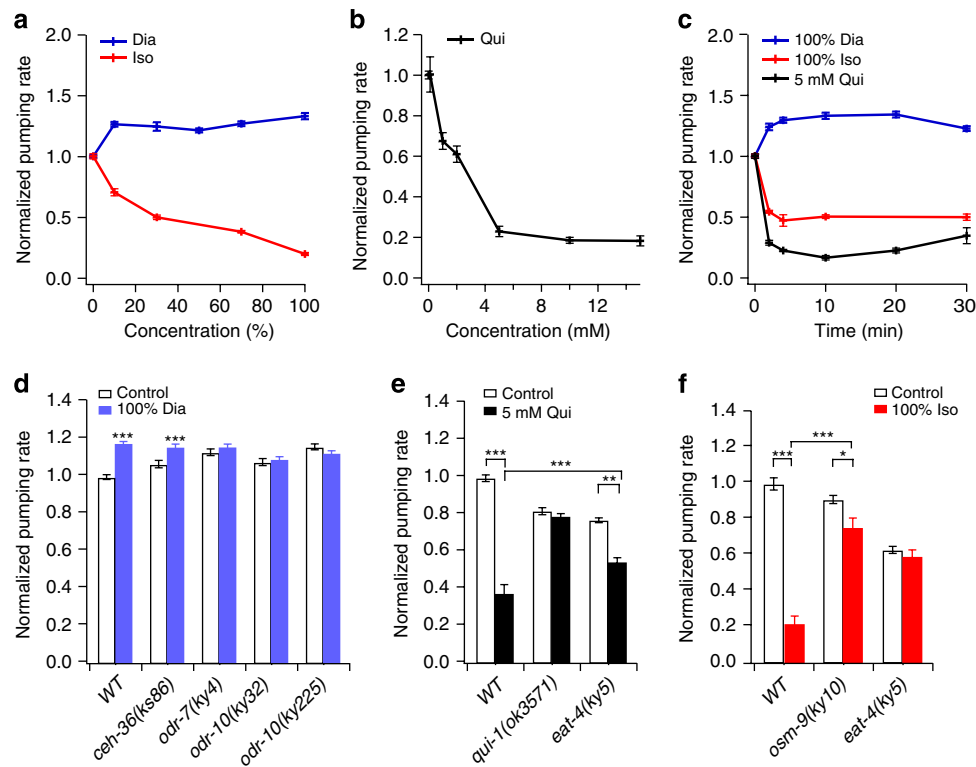 a
Dia
Iso
Normalized pumping rate
2.0
1.5
1.0
0.5
0.0
0 20 40 60 80 100
Concentration (%)
b
Qui
Normalized pumping rate
1.2
1.0
0.8
0.6
0.4
0.2
0.0
0 4 8 12
Concentration (mM)
c
100% Dia
100% Iso
5 mM Qui
Normalized pumping rate
2.0
1.5
1.0
0.5
0.0
0 10 20 30
Time (min)
d
Control
100% Dia
Normalized pumping rate
1.4
1.2
1.0
0.8
0.6
0.4
0.2
0.0
*** ***
WT
ceh-36(ks86)
odr-7(ky4)
odr-10(ky32)
odr-10(ky225)
e
Control
5 mM Qui
Normalized pumping rate
1.4
1.2
1.0
0.8
0.6
0.4
0.2
0.0
***
***
**
WT
qui-1(ok3571)
eat-4(ky5)
f
Control
100% Iso
Normalized pumping rate
1.4
1.2
1.0
0.8
0.6
0.4
0.2
0.0
***
***
*
WT
osm-9(ky10)
eat-4(ky5)